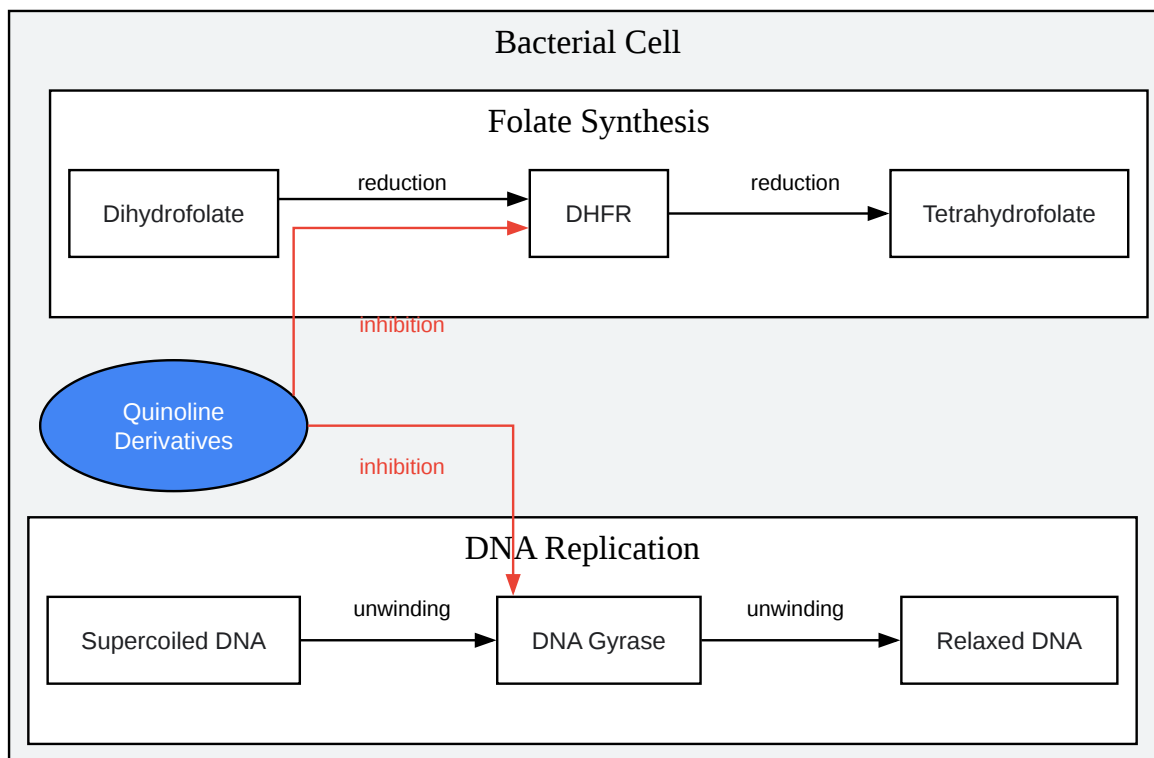 Bacterial Cell
Folate Synthesis
reduction
reduction
Dihydrofolate
DHFR
Tetrahydrofolate
inhibition
Quinoline
Derivatives
inhibition
DNA Replication
unwinding
unwinding
Supercoiled DNA
DNA Gyrase
Relaxed DNA